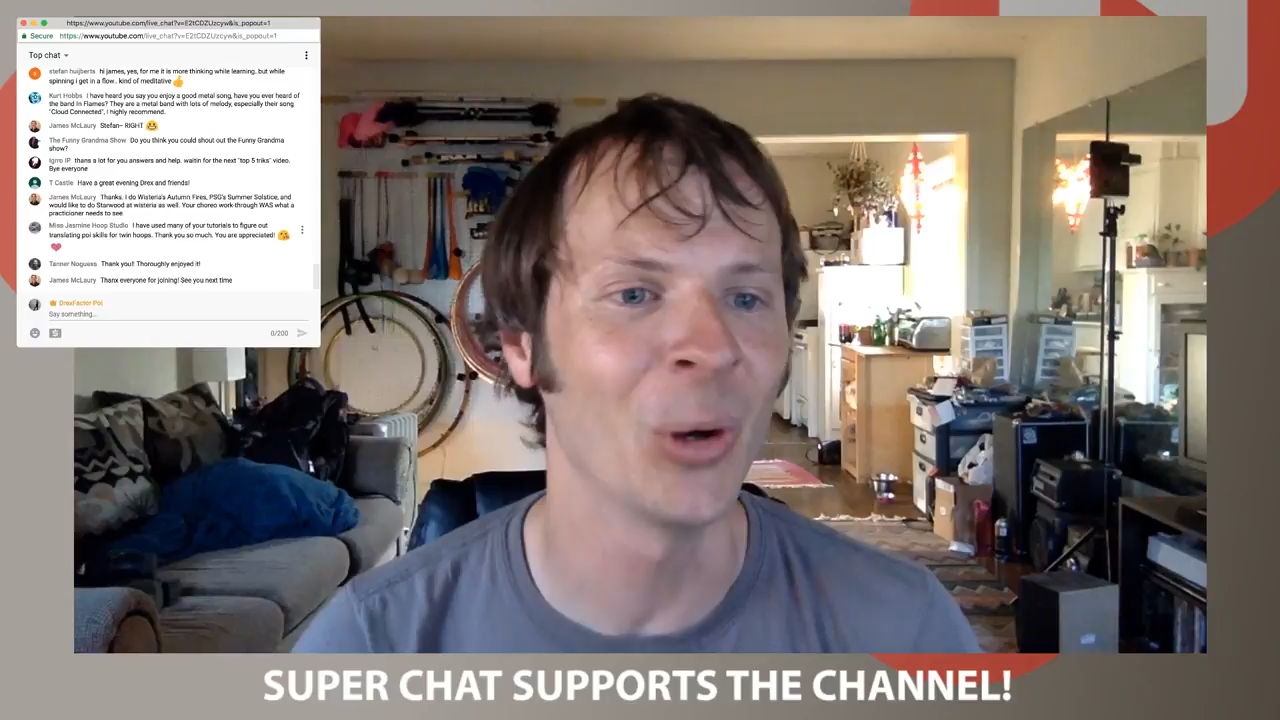 https://www.youtube.com/live_chat?v=E2tCDZUzcyw&is_popout=1
Secure https://www.youtube.com/live_chat?v=E2tCDZUzcyw&is_popout=1
Top chat
stefan huijberts hi james, yes, for me it is more thinking while learning. but while
spinning i get in a flow.. kind of meditative
Kurt Hobbs I have heard you say you enjoy a good metal song, have you ever heard of
the band In Flames? They are a metal band with lots of melody, especially their song
"Cloud Connected", I highly recommend.
James McLaury Stefan-- RIGHT
The Funny Grandma Show Do you think you could shout out the Funny Grandma
show?
Igrro IP thans a lot for you answers and help. waitin for the next "top 5 triks" video.
Bye everyone
T Castle Have a great evening Drex and friends!
James McLaury Thanks. I do Wisteria's Autumn Fires, PSG's Summer Solstice, and
would like to do Starwood at wisteria as well. Your choreo work-through WAS what a
practicioner needs to see
Miss Jasmine Hoop Studio I have used many of your tutorials to figure out
translating poi skills for twin hoops. Thank you so much. You are appreciated!
Tanner Noguess Thank you!! Thoroughly enjoyed it!
James McLaury Thanx everyone for joining! See you next time
DrexFactor Poi
Say something...
0/200
SUPER CHAT SUPPORTS THE CHANNEL!